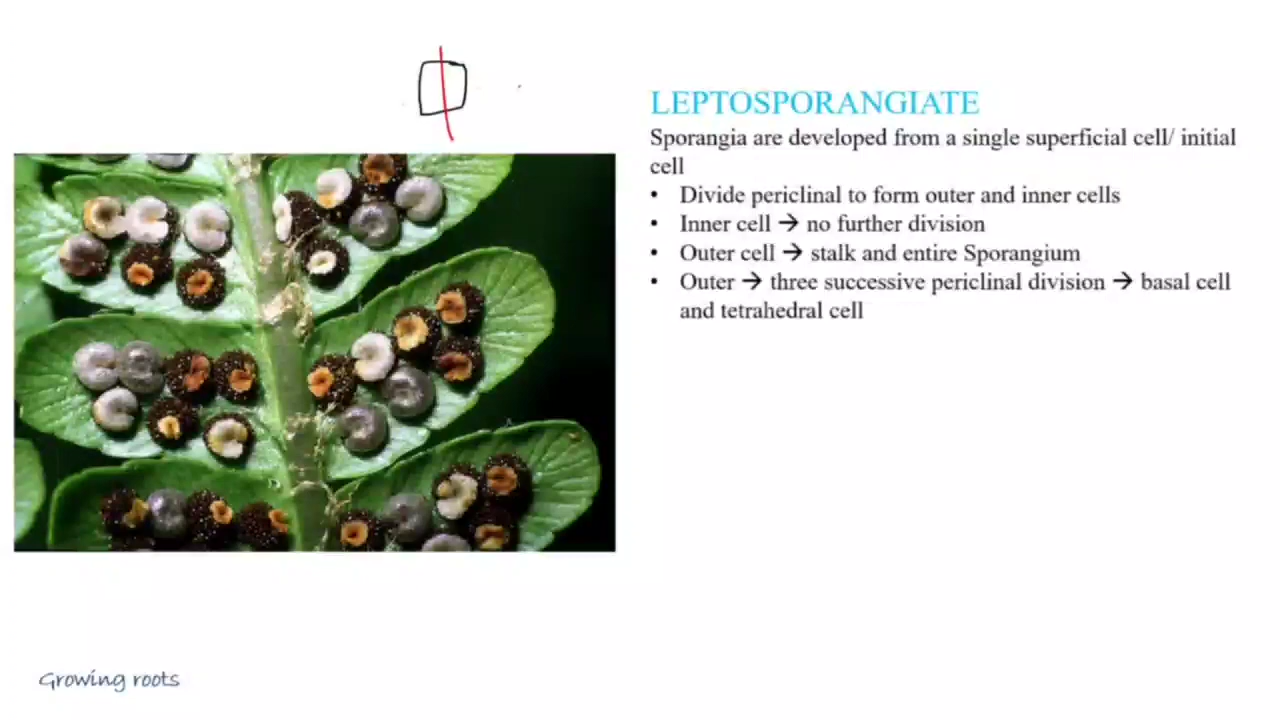 LEPTOSPORANGIATE
Sporangia are developed from a single superficial cell/ initial
cell
• Divide periclinal to form outer and inner cells
• Inner cell → no further division
• Outer cell → stalk and entire Sporangium
• Outer → three successive periclinal division → basal cell
and tetrahedral cell
Growing roots